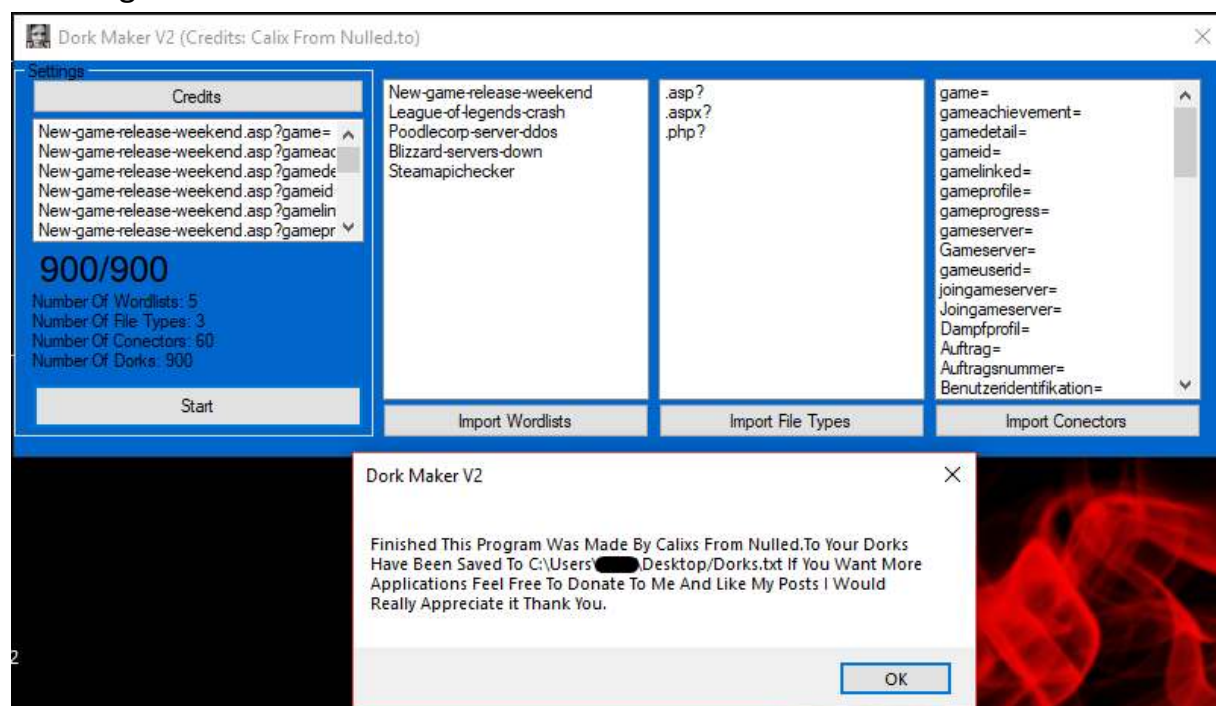 Dork Maker V2 (Credits: Calix From Nulled.to)
Settings
Credits
New-game-release-weekend.asp?game=
New-game-release-weekend.asp?gameac
New-game-release-weekend.asp?gamede
New-game-release-weekend.asp?gameid
New-game-release-weekend.asp?gamelin
New-game-release-weekend.asp?gamepr
900/900
Number Of Wordlists: 5
Number Of File Types: 3
Number Of Conectors: 60
Number Of Dorks: 900
Start
New-game-release-weekend
League-of-legends-crash
Poodlecorp-server-ddos
Blizzard-servers-down
Steamapichecker
Import Wordlists
.asp?
.aspx?
.php?
Import File Types
game=
gameachievement=
gamedetail=
gameid=
gamelinked=
gameprofile=
gameprogress=
gameserver=
Gameserver=
gameuserid=
joingameserver=
Joingameserver=
Dampfprofil=
Auftrag=
Auftragsnummer=
Benutzeridentifikation=
Import Conectors
Dork Maker V2
Finished This Program Was Made By Calixs From Nulled.To Your Dorks
Have Been Saved To C:\Users\ \Desktop/Dorks.txt If You Want More
Applications Feel Free To Donate To Me And Like My Posts I Would
Really Appreciate it Thank You.
OK
2